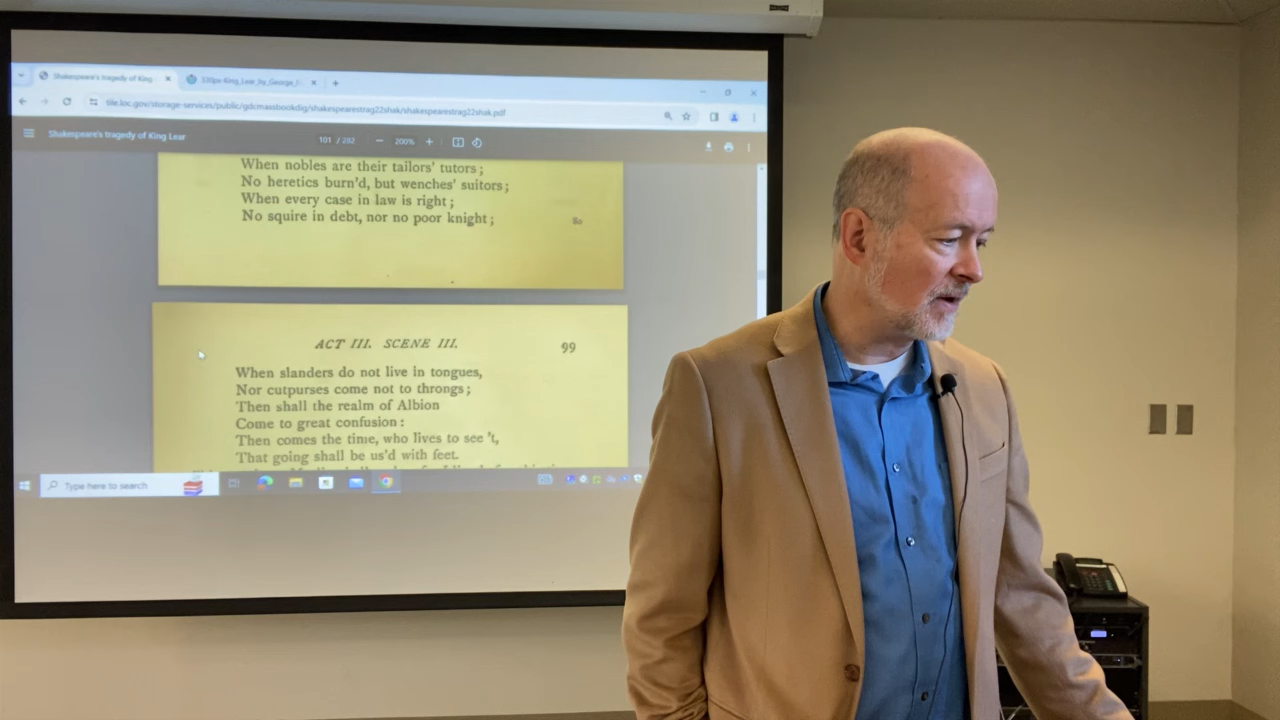 Shakespeare's tragedy of King
530px-King_Lear_by_George_F
tile.loc.gov/storage-services/public/gdcmassbookdig/shakespearestrag22shak/shakespearestrag22shak.pdf
Shakespeare's tragedy of King Lear
101 / 282
200%
When nobles are their tailors' tutors;
No heretics burn'd, but wenches' suitors;
When every case in law is right;
No squire in debt, nor no poor knight;
80
ACT III. SCENE III.
99
When slanders do not live in tongues,
Nor cutpurses come not to throngs;
Then shall the realm of Albion
Come to great confusion:
Then comes the time, who lives to see 't,
That going shall be us'd with feet.
Type here to search